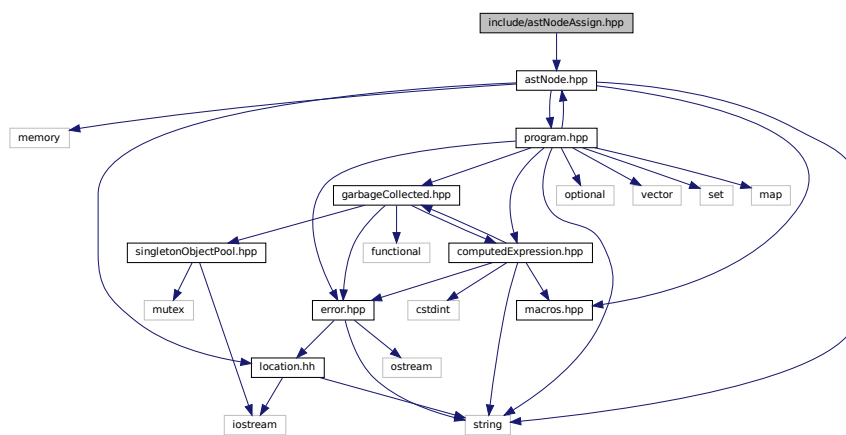 include/astNodeAssign.hpp
astNode.hpp
memory
program.hpp
garbageCollected.hpp
optional
vector
set
map
singletonObjectPool.hpp
functional
computedExpression.hpp
mutex
error.hpp
cstdint
macros.hpp
location.hh
ostream
iostream
string